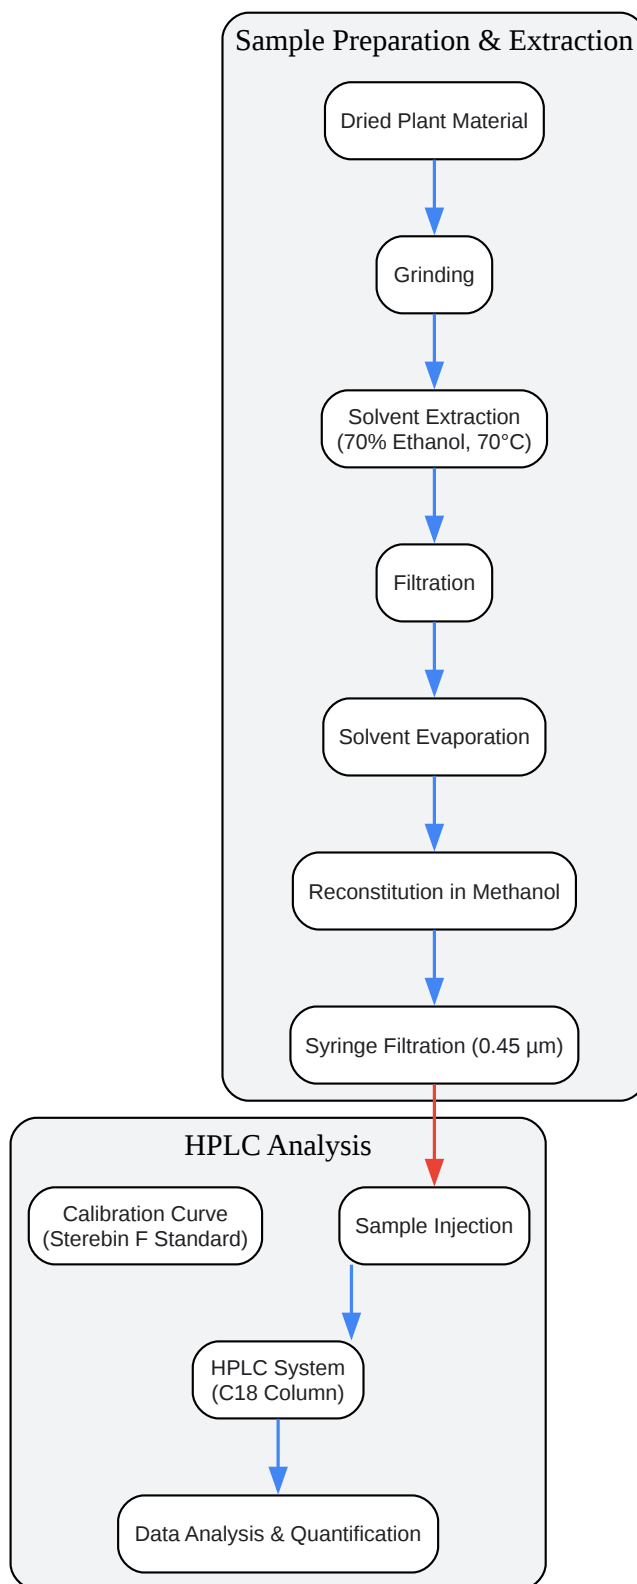 Sample Preparation & Extraction
Dried Plant Material
Grinding
Solvent Extraction
(70% Ethanol, 70°C)
Filtration
Solvent Evaporation
Reconstitution in Methanol
Syringe Filtration (0.45 µm)
HPLC Analysis
Calibration Curve
(Sterebin F Standard)
Sample Injection
HPLC System
(C18 Column)
Data Analysis & Quantification